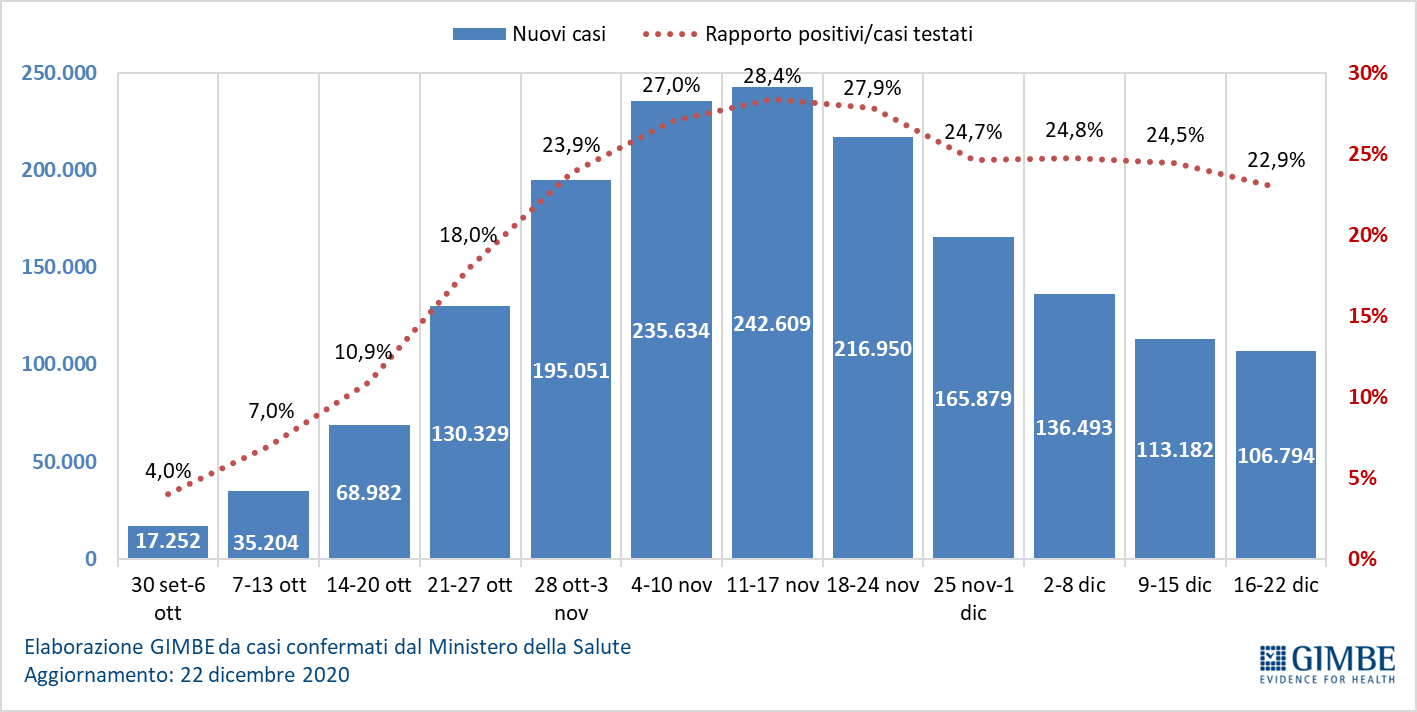 Nuovi casi
Rapporto positivi/casi testati
250.000
200.000
150.000
100.000
50.000
0
30%
25%
20%
15%
10%
5%
0%
4,0%
7,0%
10,9%
18,0%
23,9%
27,0%
28,4%
27,9%
24,7%
24,8%
24,5%
22,9%
17.252
35.204
68.982
130.329
195.051
235.634
242.609
216.950
165.879
136.493
113.182
106.794
30 set-6
ott
7-13 ott
14-20 ott
21-27 ott
28 ott-3
nov
4-10 nov
11-17 nov
18-24 nov
25 nov-1
dic
2-8 dic
9-15 dic
16-22 dic
Elaborazione GIMBE da casi confermati dal Ministero della Salute
Aggiornamento: 22 dicembre 2020
GIMBE
EVIDENCE FOR HEALTH